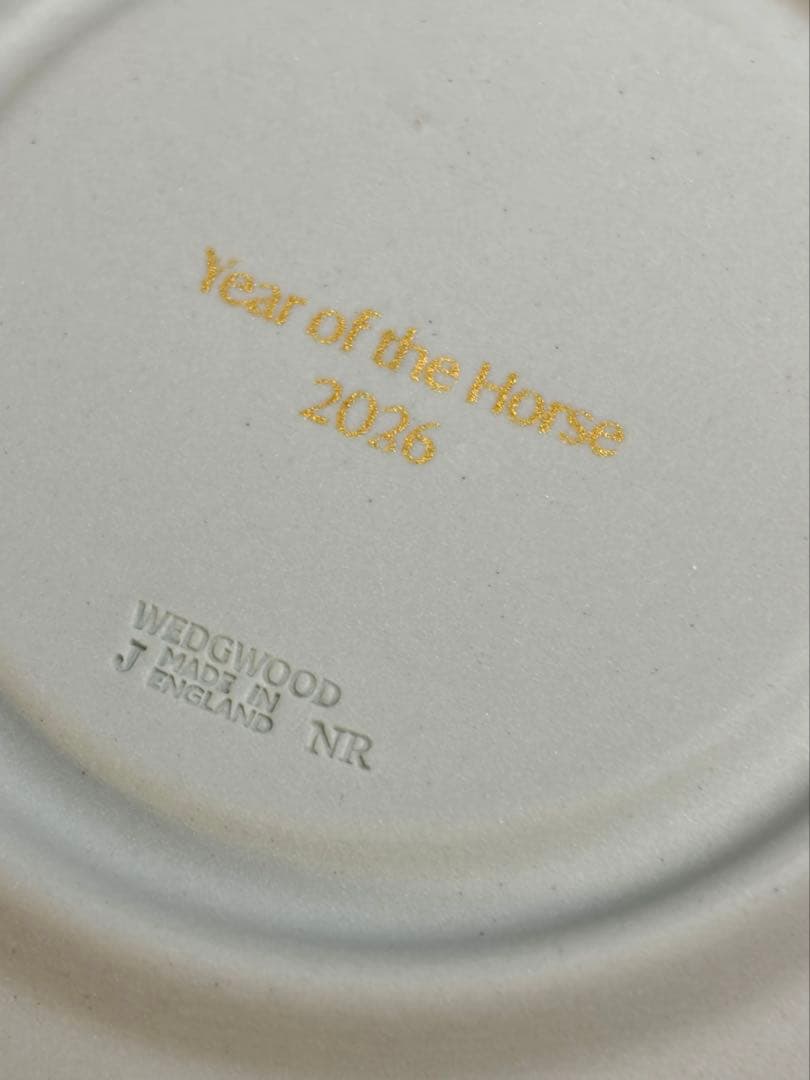 Year of the Horse
2026
WEDGWOOD
J MADE IN
ENGLAND NR